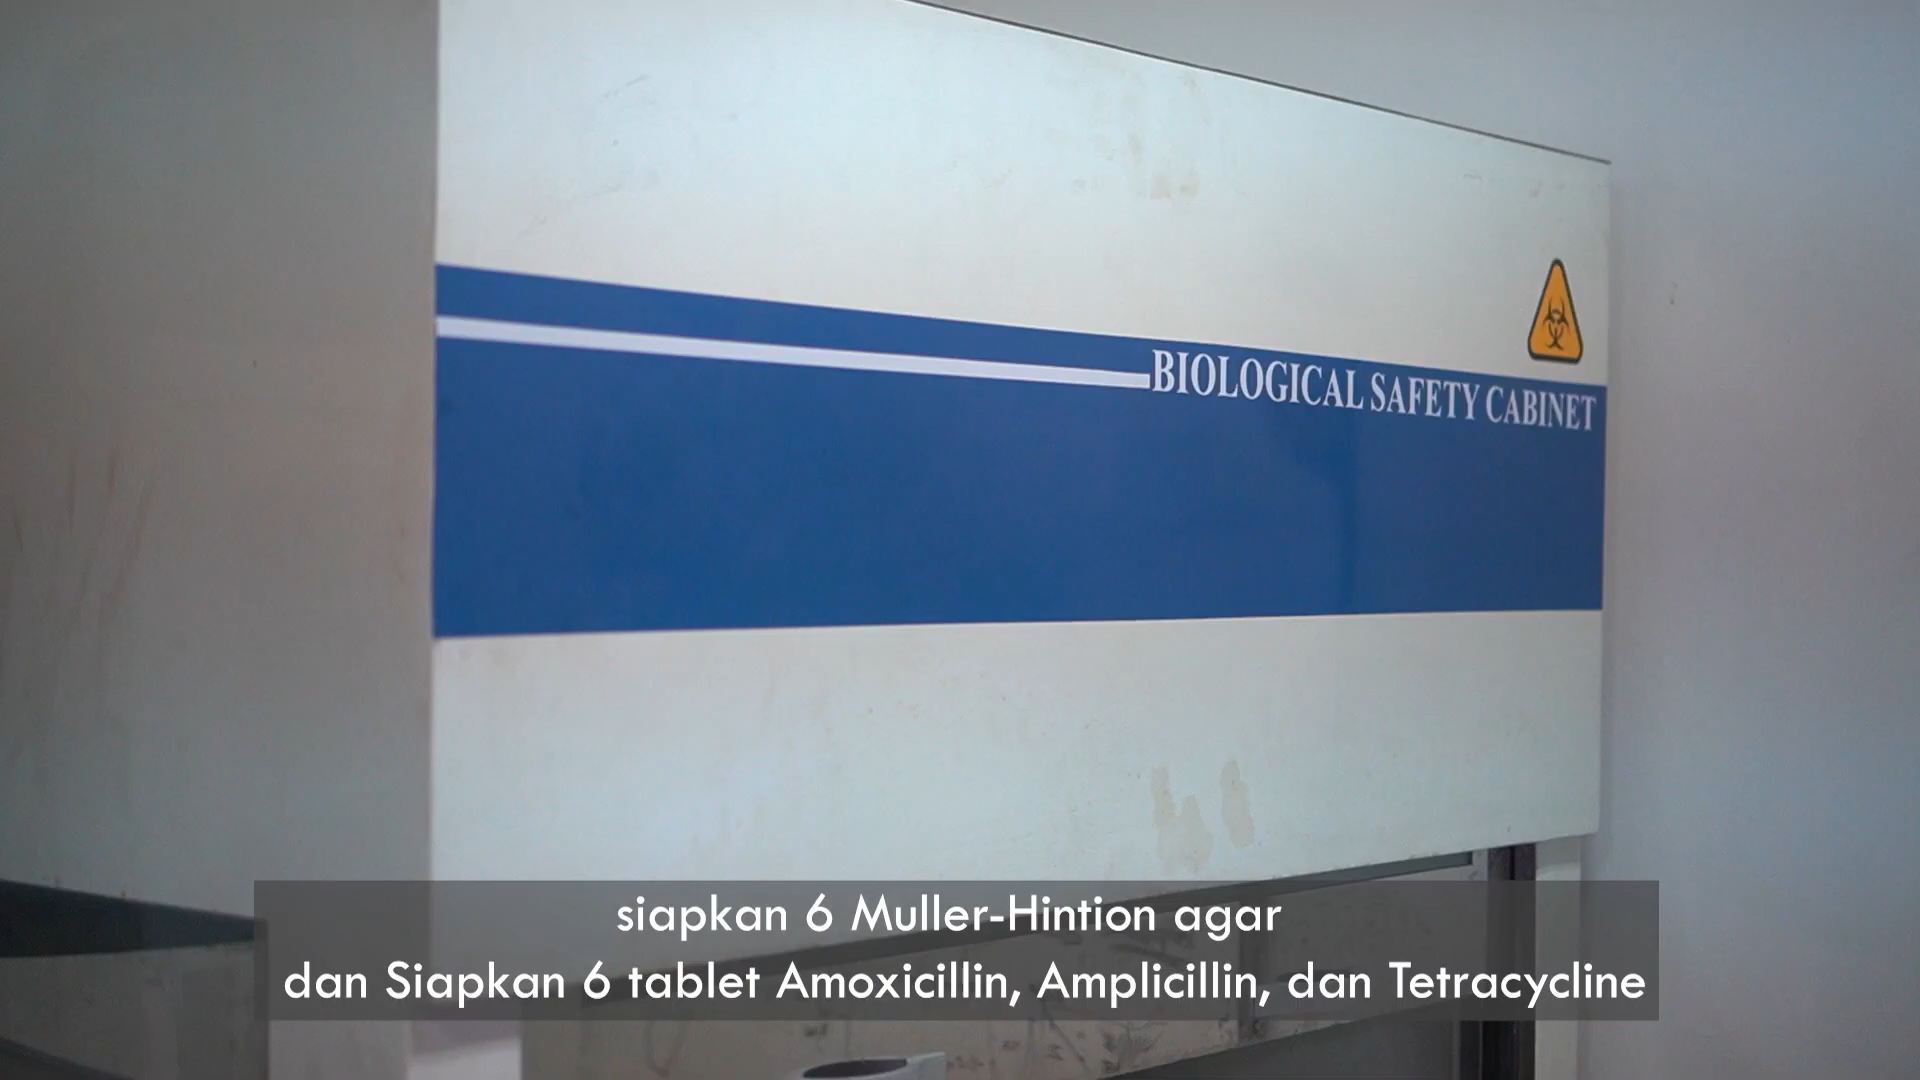 BIOLOGICAL SAFETY CABINET
siapkan 6 Muller-Hintion agar
dan Siapkan 6 tablet Amoxicillin, Amplicillin, dan Tetracycline